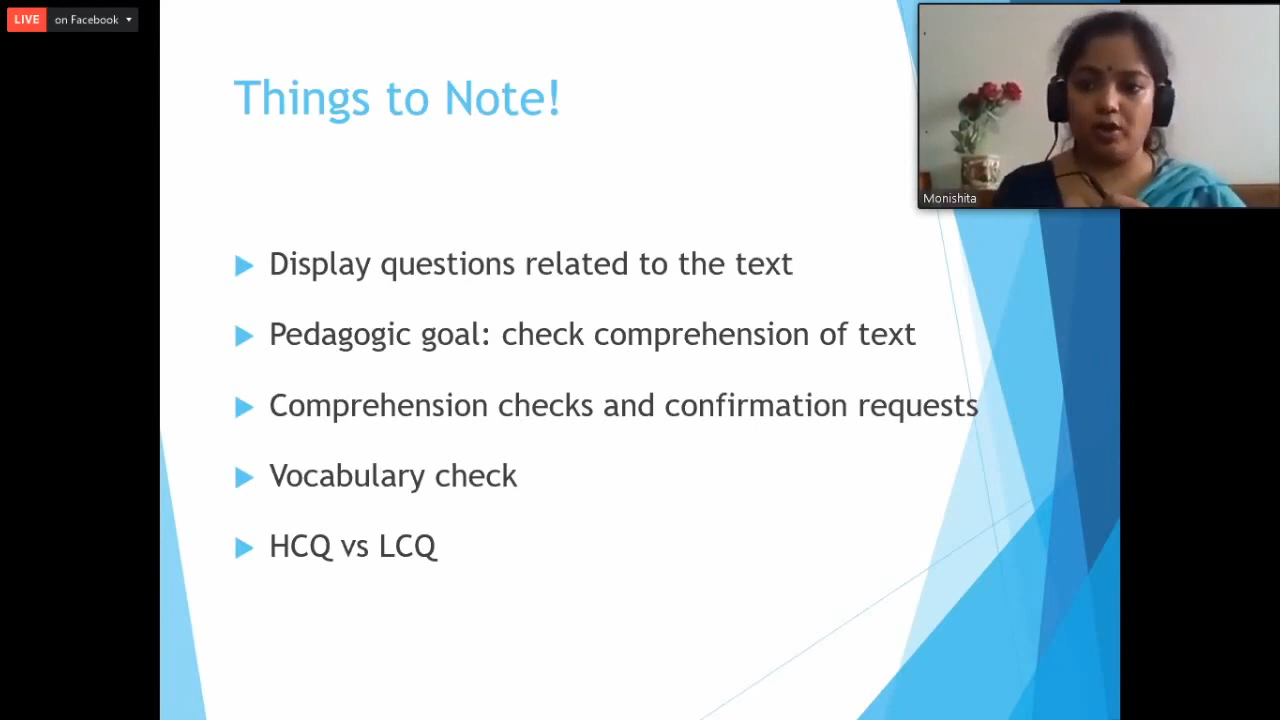 LIVE on Facebook
Things to Note!
Monishita
Display questions related to the text
Pedagogic goal: check comprehension of text
Comprehension checks and confirmation requests
Vocabulary check
HCQ vs LCQ